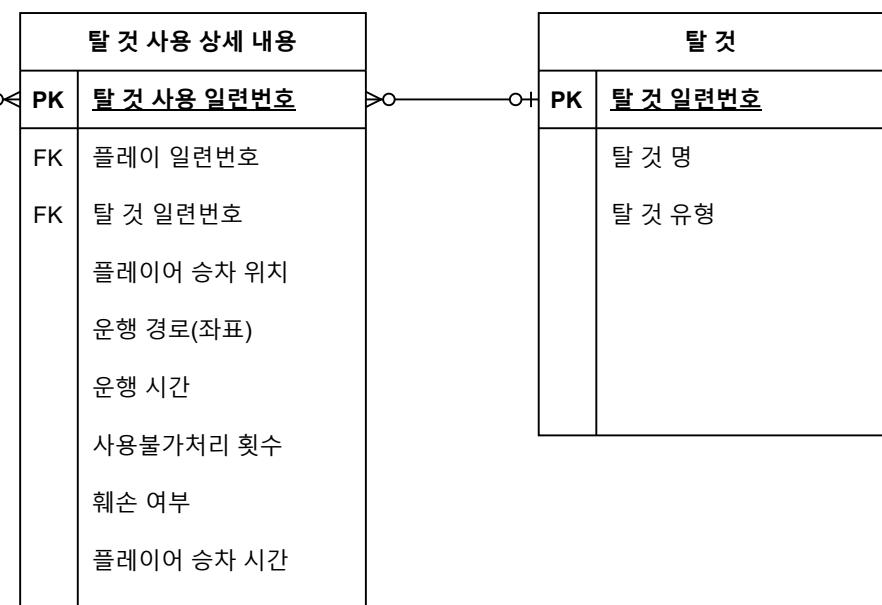 탈 것 사용 상세 내용
PK 탈 것 사용 일련번호
FK 플레이 일련번호
FK 탈 것 일련번호
플레이어 승차 위치
운행 경로(좌표)
운행 시간
사용불가처리 횟수
훼손 여부
플레이어 승차 시간
탈 것
PK 탈 것 일련번호
탈 것 명
탈 것 유형